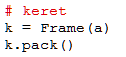 # keret
k = Frame(a)
k.pack()